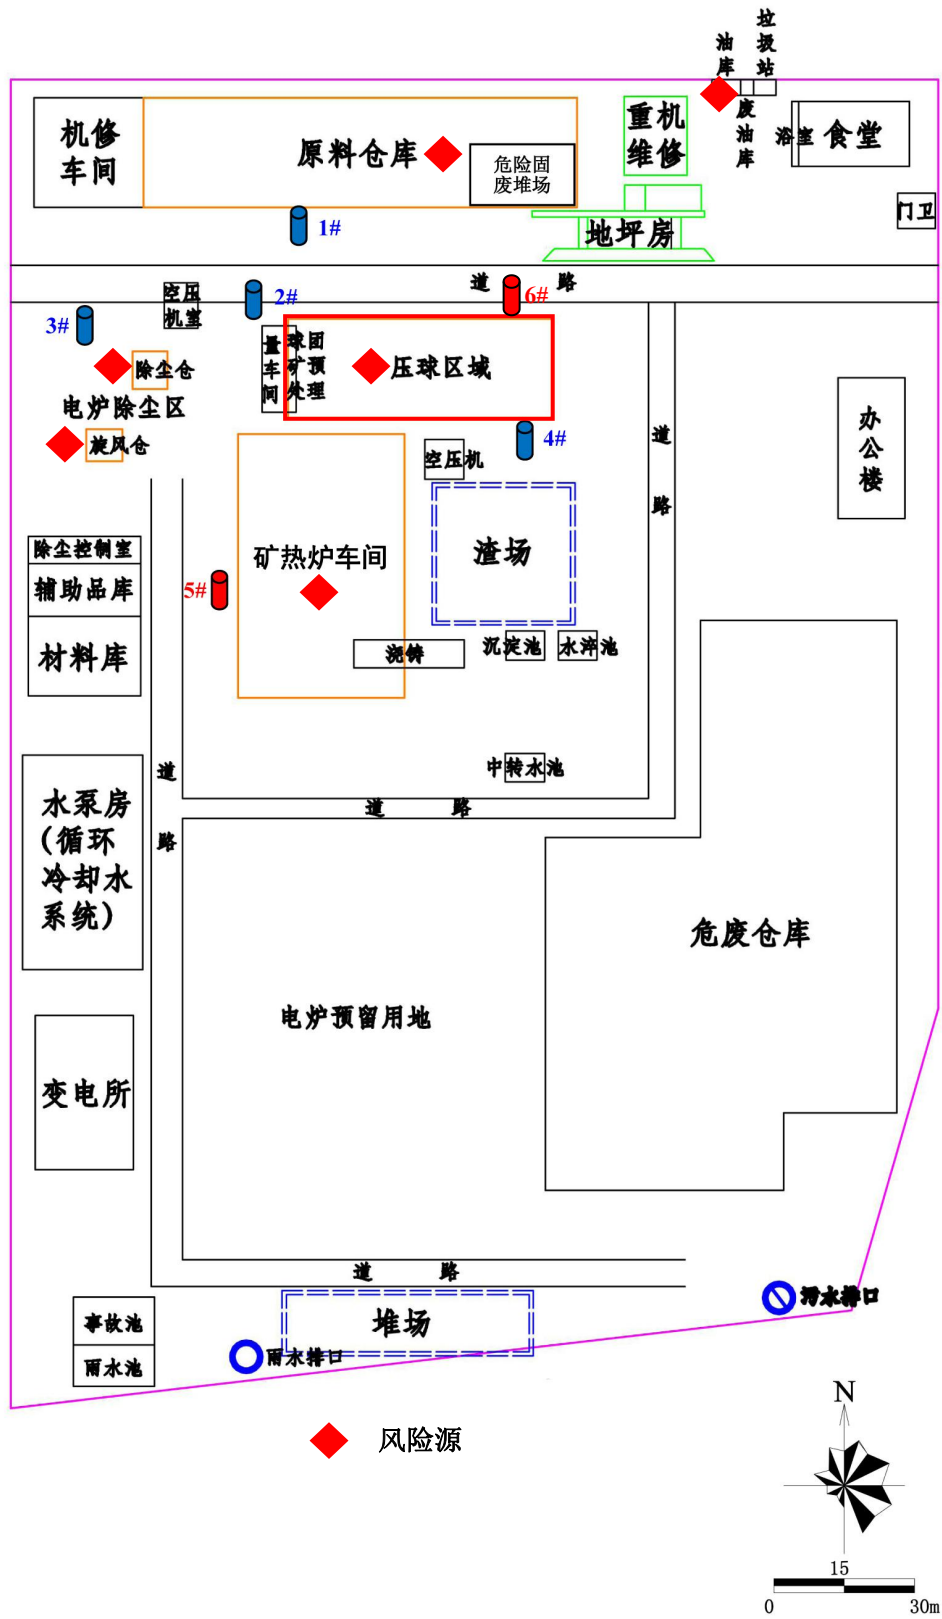 油库
垃圾站
废油库
机修
车间
原料仓库
危险固
废堆场
重机
维修
浴室
食堂
门卫
1#
地坪房
道 路
空压
机室
2#
6#
3#
量车间
球团
矿预
处理
压球区域
除尘仓
电炉除尘区
旋风仓
4#
空压机
道路
办公楼
除尘控制室
辅助品库
材料库
5#
矿热炉车间
渣场
浇铸
沉淀池
水淬池
中转水池
道路
道 路
水泵房
(循环
冷却水
系统)
危废仓库
电炉预留用地
变电所
道 路
事故池
雨水池
堆场
雨水排口
污水排口
N
风险源
15
0
30m